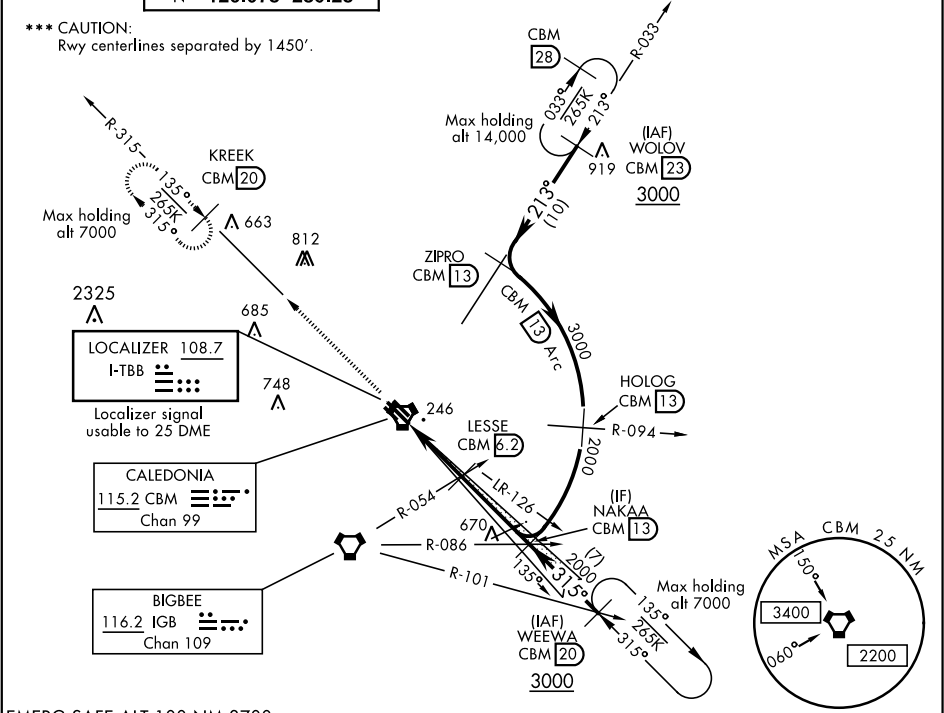 *** CAUTION:
Rwy centerlines separated by 1450'.
CBM
28
R-033
033°
265K
213°
Max holding
alt 14,000
(IAF)
WOLOV
CBM 23
3000
919
213°
(10)
R-315
135°
265K
315°
KREEK
CBM 20
Max holding
alt 7000
663
812
2325
685
748
ZIPRO
CBM 13
CBM 13 Arc
3000
LOCALIZER 108.7
I-TBB
Localizer signal
usable to 25 DME
246
HOLOG
CBM 13
R-094
2000
LESSE
CBM 6.2
CALEDONIA
115.2 CBM
Chan 99
R-054
LR-126
670
(IF)
NAKAA
CBM 13
R-086
R-101
(7)
2000
135°
315°
BIGBEE
116.2 IGB
Chan 109
(IAF)
WEEWA
CBM 20
3000
Max holding
alt 7000
135°
265K
315°
MSA CBM 25 NM
150°
3400
060°
2200